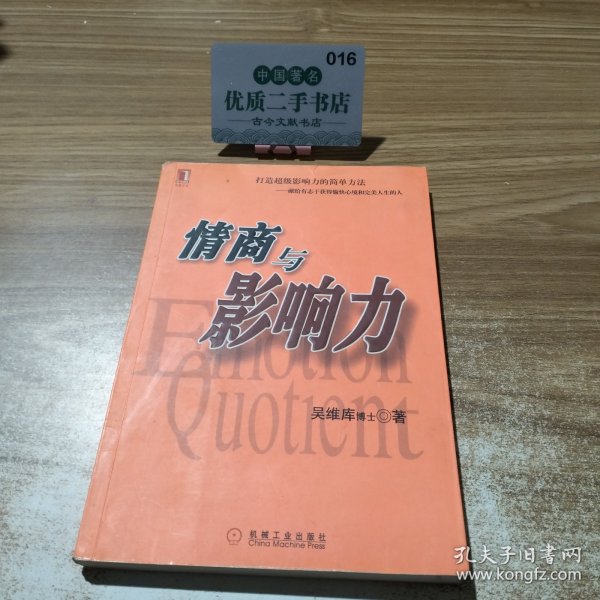 016
中国著名
优质二手书店
古今文献书店
打造超级影响力的简单方法
——献给有志于获得愉快心境和完美人生的人
情商与
影响力
Emotion
Quotient
吴维库博士◎著
机械工业出版社
China Machine Press
孔夫子旧书网
www.kongfz.com